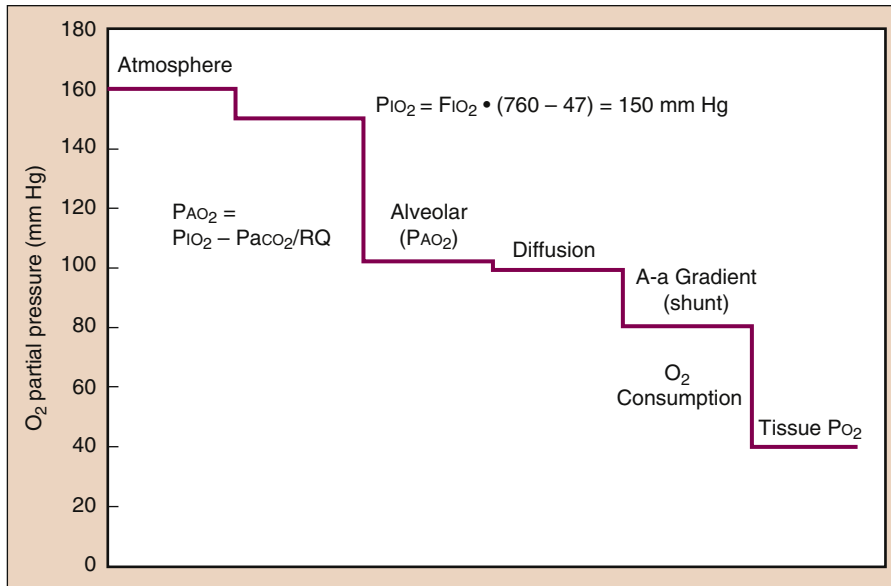 180
160
140
120
100
80
60
40
20
0
O₂ partial pressure (mm Hg)
Atmosphere
PIO₂ = FIO₂ • (760 – 47) = 150 mm Hg
PAO₂ =
PIO₂ – PaCO₂/RQ
Alveolar
(PAO₂)
Diffusion
A-a Gradient
(shunt)
O₂
Consumption
Tissue PO₂